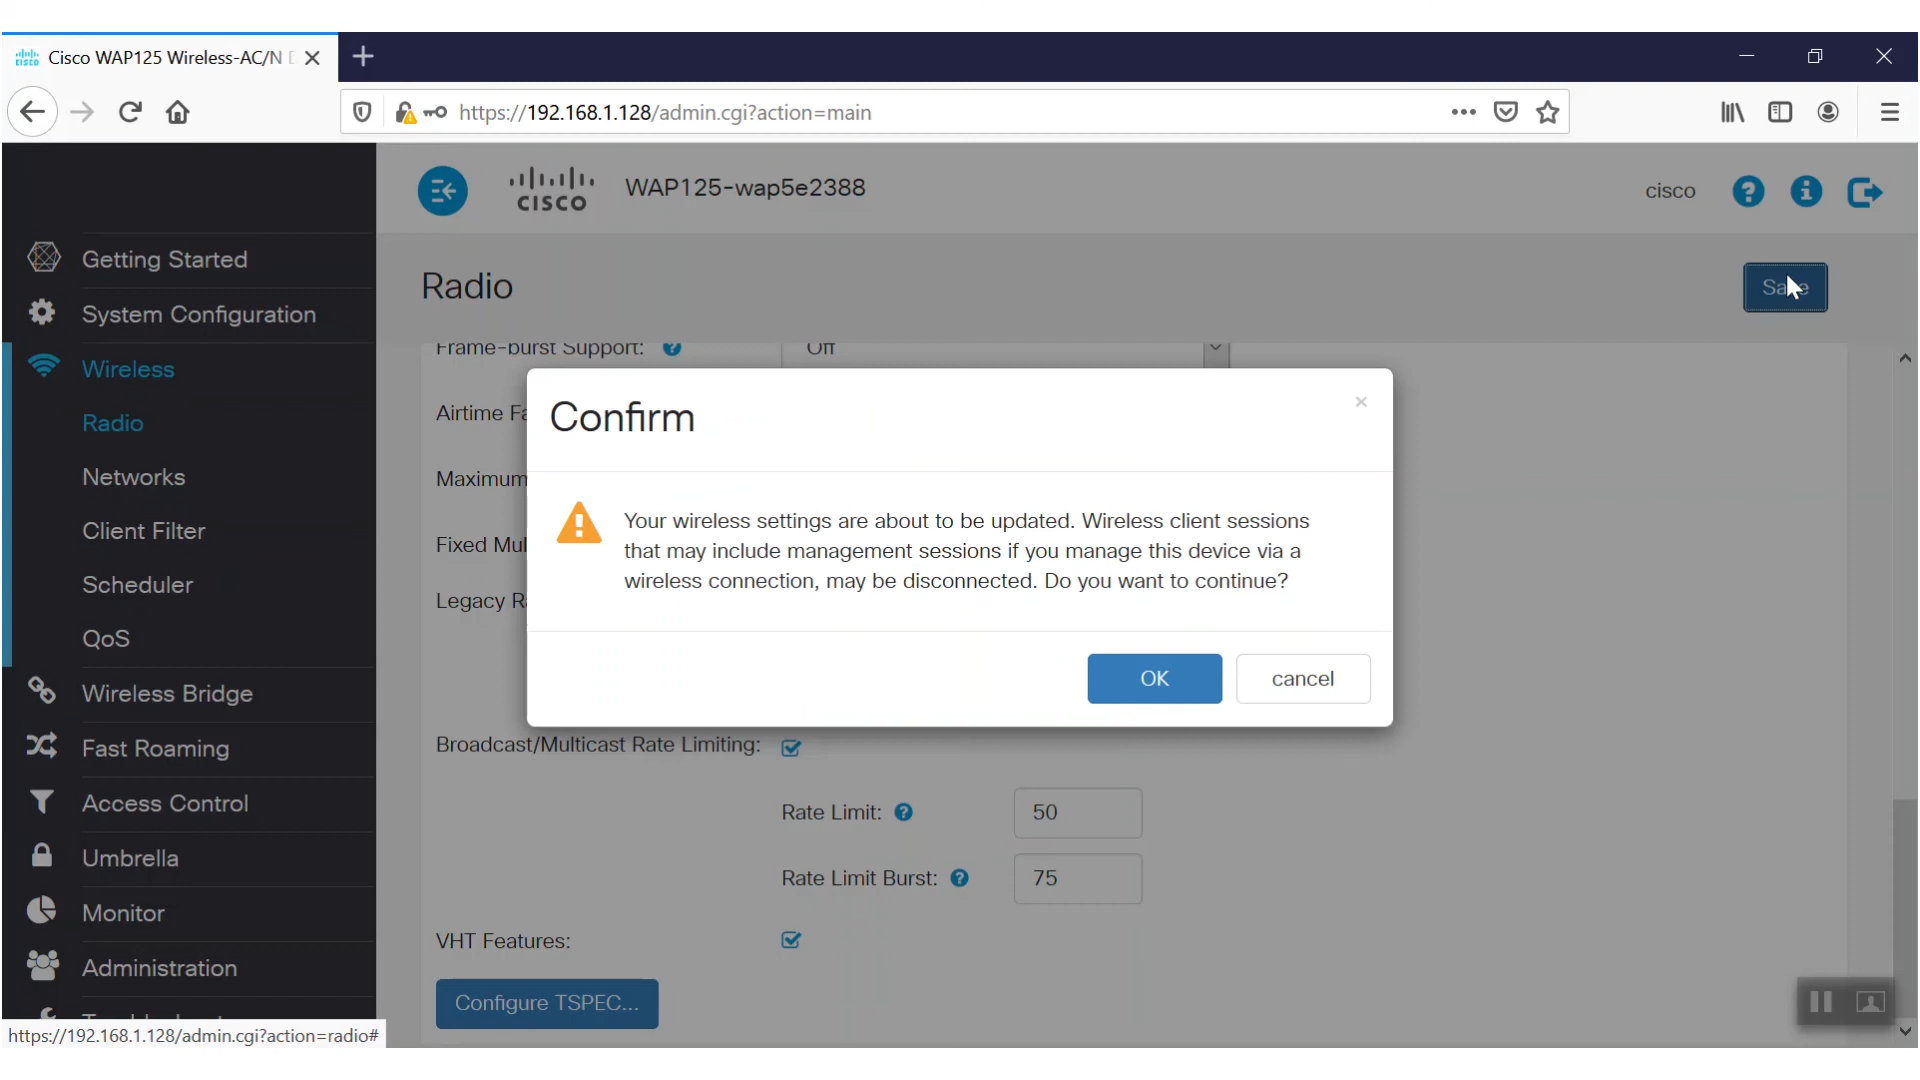 Cisco WAP125 Wireless-AC/N
https://192.168.1.128/admin.cgi?action=main
CISCO
WAP125-wap5e2388
cisco
Getting Started
System Configuration
Wireless
Radio
Networks
Client Filter
Scheduler
QoS
Wireless Bridge
Fast Roaming
Access Control
Umbrella
Monitor
Administration
https://192.168.1.128/admin.cgi?action=radio#
Radio
Save
Frame-burst Support:
Off
Airtime
Maximum
Fixed
Legacy
Confirm
×
Your wireless settings are about to be updated. Wireless client sessions
that may include management sessions if you manage this device via a
wireless connection, may be disconnected. Do you want to continue?
OK cancel
Broadcast/Multicast Rate Limiting:
Rate Limit: 50
Rate Limit Burst: 75
VHT Features:
Configure TSPEC...